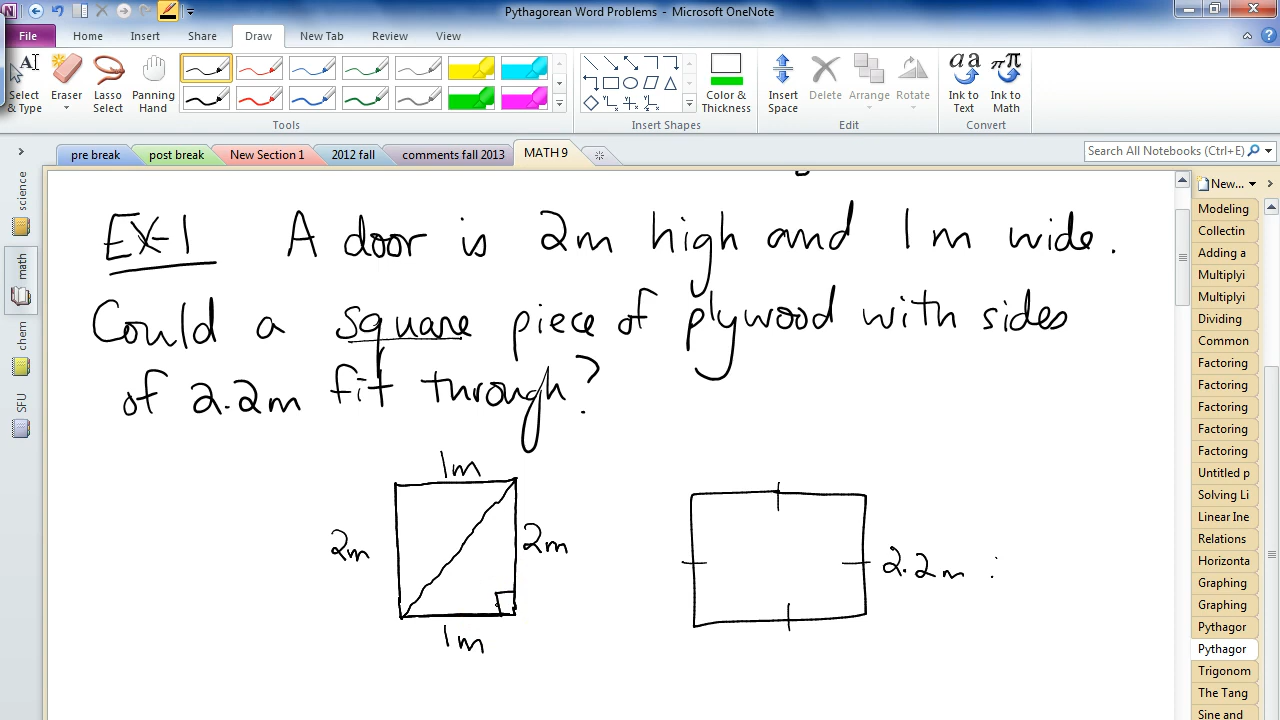 Pythagorean Word Problems - Microsoft OneNote
File Home Insert Share Draw New Tab Review View
Select & Type
Eraser
Lasso Select
Panning Hand
Color & Thickness
Insert Space
Delete
Arrange
Rotate
Ink to Text
Ink to Math
Tools
Insert Shapes
Edit
Convert
pre break
post break
New Section 1
2012 fall
comments fall 2013
MATH 9
Search All Notebooks (Ctrl+E)
science
math
chem
SFU
EX-1 A door is 2m high and 1m wide.
Could a square piece of plywood with sides
of 2.2m fit through?
1m
2m
2m
1m
2.2m
New...
Modeling
Collectin
Adding a
Multiplyi
Multiplyi
Dividing
Common
Factoring
Factoring
Factoring
Factoring
Factoring
Untitled p
Solving Li
Linear Ine
Relations
Horizonta
Graphing
Graphing
Pythagor
Pythagor
Trigonom
The Tang
Sine and